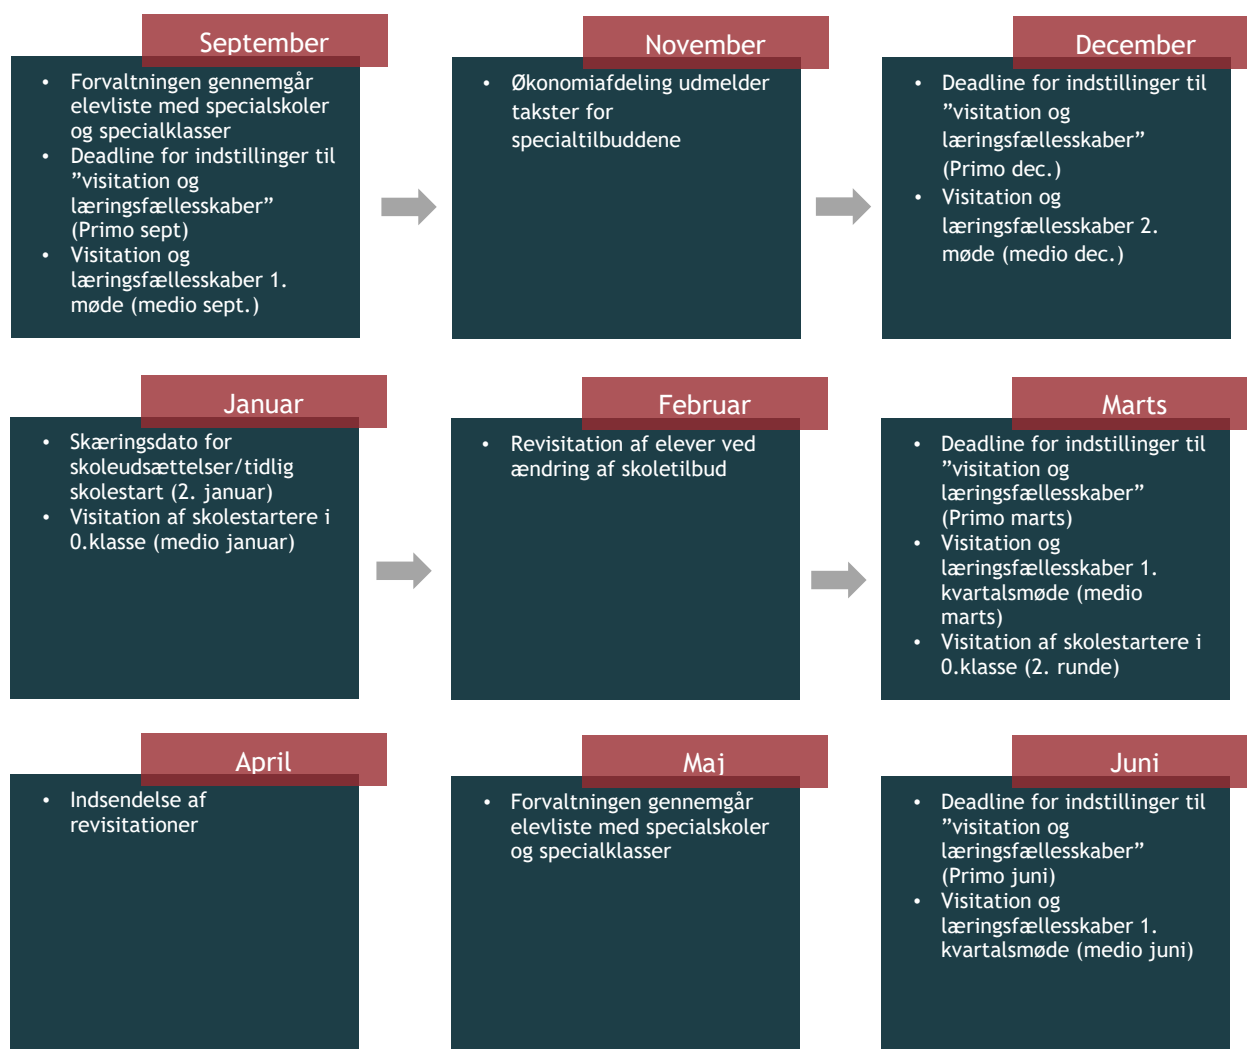 September
• Forvaltningen gennemgår
elevliste med specialskoler
og specialklasser
• Deadline for indstillinger til
”visitation og
læringsfællesskaber”
(Primo sept)
• Visitation og
læringsfællesskaber 1.
møde (medio sept.)
November
• Økonomiafdeling udmelder
takster for
specialtilbuddene
December
• Deadline for indstillinger til
”visitation og
læringsfællesskaber”
(Primo dec.)
• Visitation og
læringsfællesskaber 2.
møde (medio dec.)
Januar
• Skæringsdato for
skoleudsættelser/tidlig
skolestart (2. januar)
• Visitation af skolestartere i
0.klasse (medio januar)
Februar
• Revisitation af elever ved
ændring af skoletilbud
Marts
• Deadline for indstillinger til
”visitation og
læringsfællesskaber”
(Primo marts)
• Visitation og
læringsfællesskaber 1.
kvartalsmøde (medio
marts)
• Visitation af skolestartere i
0.klasse (2. runde)
April
• Indsendelse af
revisitationer
Maj
• Forvaltningen gennemgår
elevliste med specialskoler
og specialklasser
Juni
• Deadline for indstillinger til
”visitation og
læringsfællesskaber”
(Primo juni)
• Visitation og
læringsfællesskaber 1.
kvartalsmøde (medio juni)